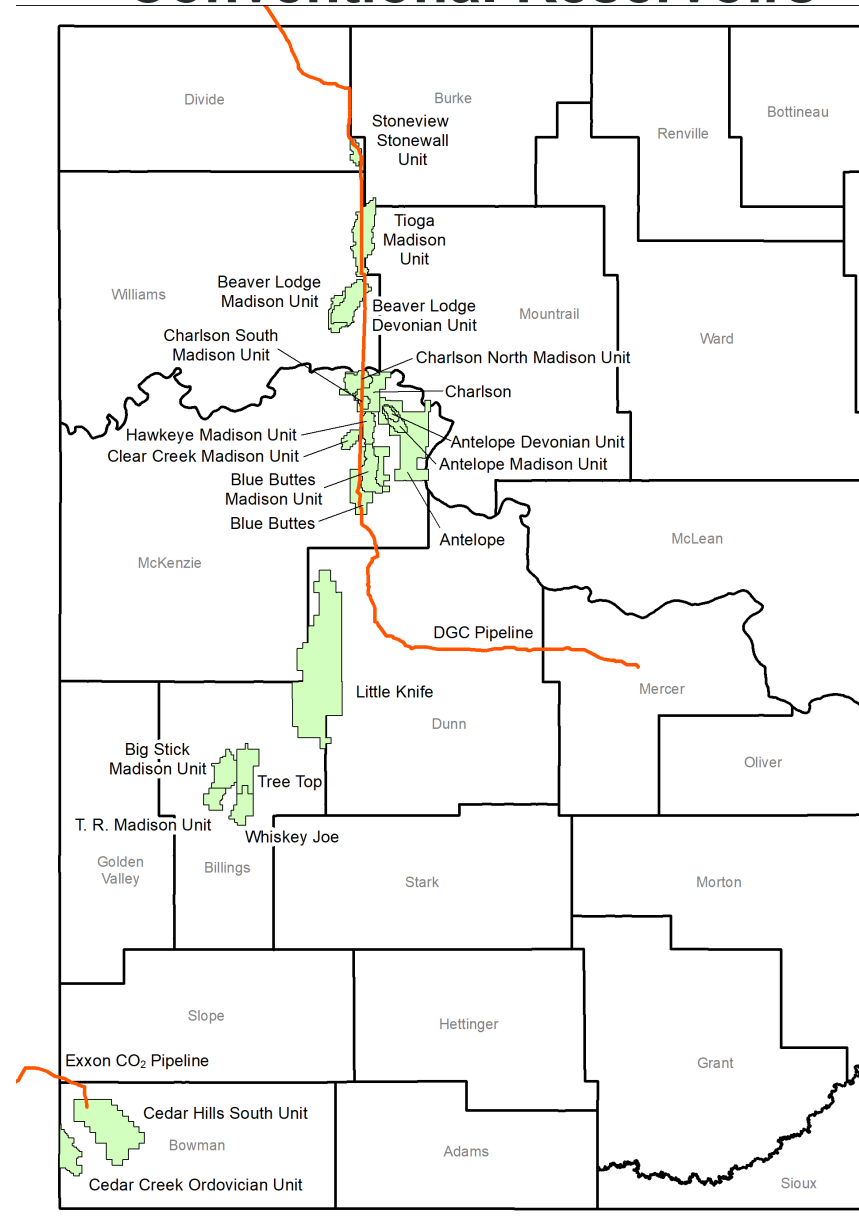 Conventional Reservoirs
Divide
Burke
Bottineau
Renville
Stoneview
Stonewall
Unit
Tioga
Madison
Unit
Williams
Beaver Lodge
Madison Unit
Beaver Lodge
Devonian Unit
Mountrail
Ward
Charlson South
Madison Unit
Charlson North Madison Unit
Charlson
Hawkeye Madison Unit
Clear Creek Madison Unit
Antelope Devonian Unit
Antelope Madison Unit
Blue Buttes
Madison Unit
Blue Buttes
Antelope
McLean
McKenzie
DGC Pipeline
Little Knife
Mercer
Dunn
Big Stick
Madison Unit
Tree Top
Oliver
T. R. Madison Unit
Whiskey Joe
Golden
Valley
Billings
Stark
Morton
Slope
Hettinger
Exxon CO₂ Pipeline
Grant
Cedar Hills South Unit
Bowman
Adams
Cedar Creek Ordovician Unit
Sioux